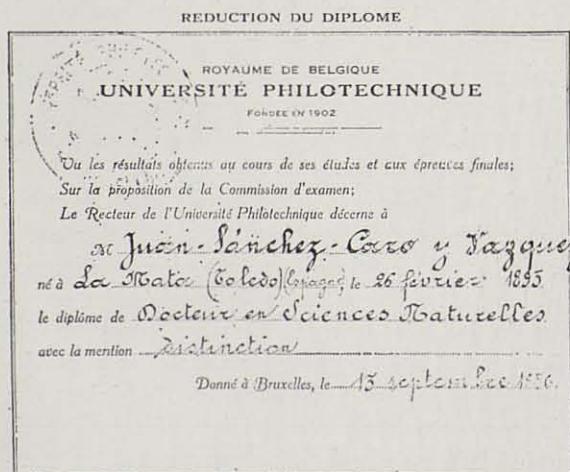 REDUCTION DU DIPLOME
ROYAUME DE BELGIQUE
UNIVERSITÉ PHILOTECHNIQUE
FONDÉE EN 1902
Vu les résultats obtenus au cours de ses études et aux épreuves finales;
Sur la proposition de la Commission d'examen;
Le Recteur de l'Université Philotechnique décerne à
M Juan-Sánchez-Caro y Vazquez
né à La Mata (Toledo) (Espagne) le 26 février 1893
le diplôme de Docteur en Sciences Naturelles
avec la mention Distinction
Donné à Bruxelles, le 13 septembre